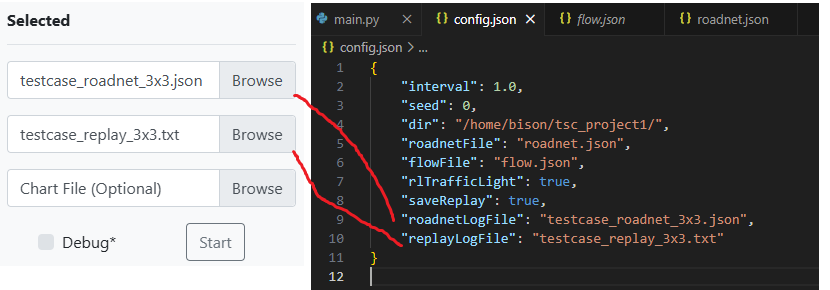 Selected
testcase_roadnet_3x3.json Browse
testcase_replay_3x3.txt Browse
Chart File (Optional) Browse
Debug* Start
main.py {} config.json × {} flow.json {} roadnet.json
{} config.json > ...
1 {
2 "interval": 1.0,
3 "seed": 0,
4 "dir": "/home/bison/tsc_project1/",
5 "roadnetFile": "roadnet.json",
6 "flowFile": "flow.json",
7 "rlTrafficLight": true,
8 "saveReplay": true,
9 "roadnetLogFile": "testcase_roadnet_3x3.json",
10 "replayLogFile": "testcase_replay_3x3.txt"
11 }
12